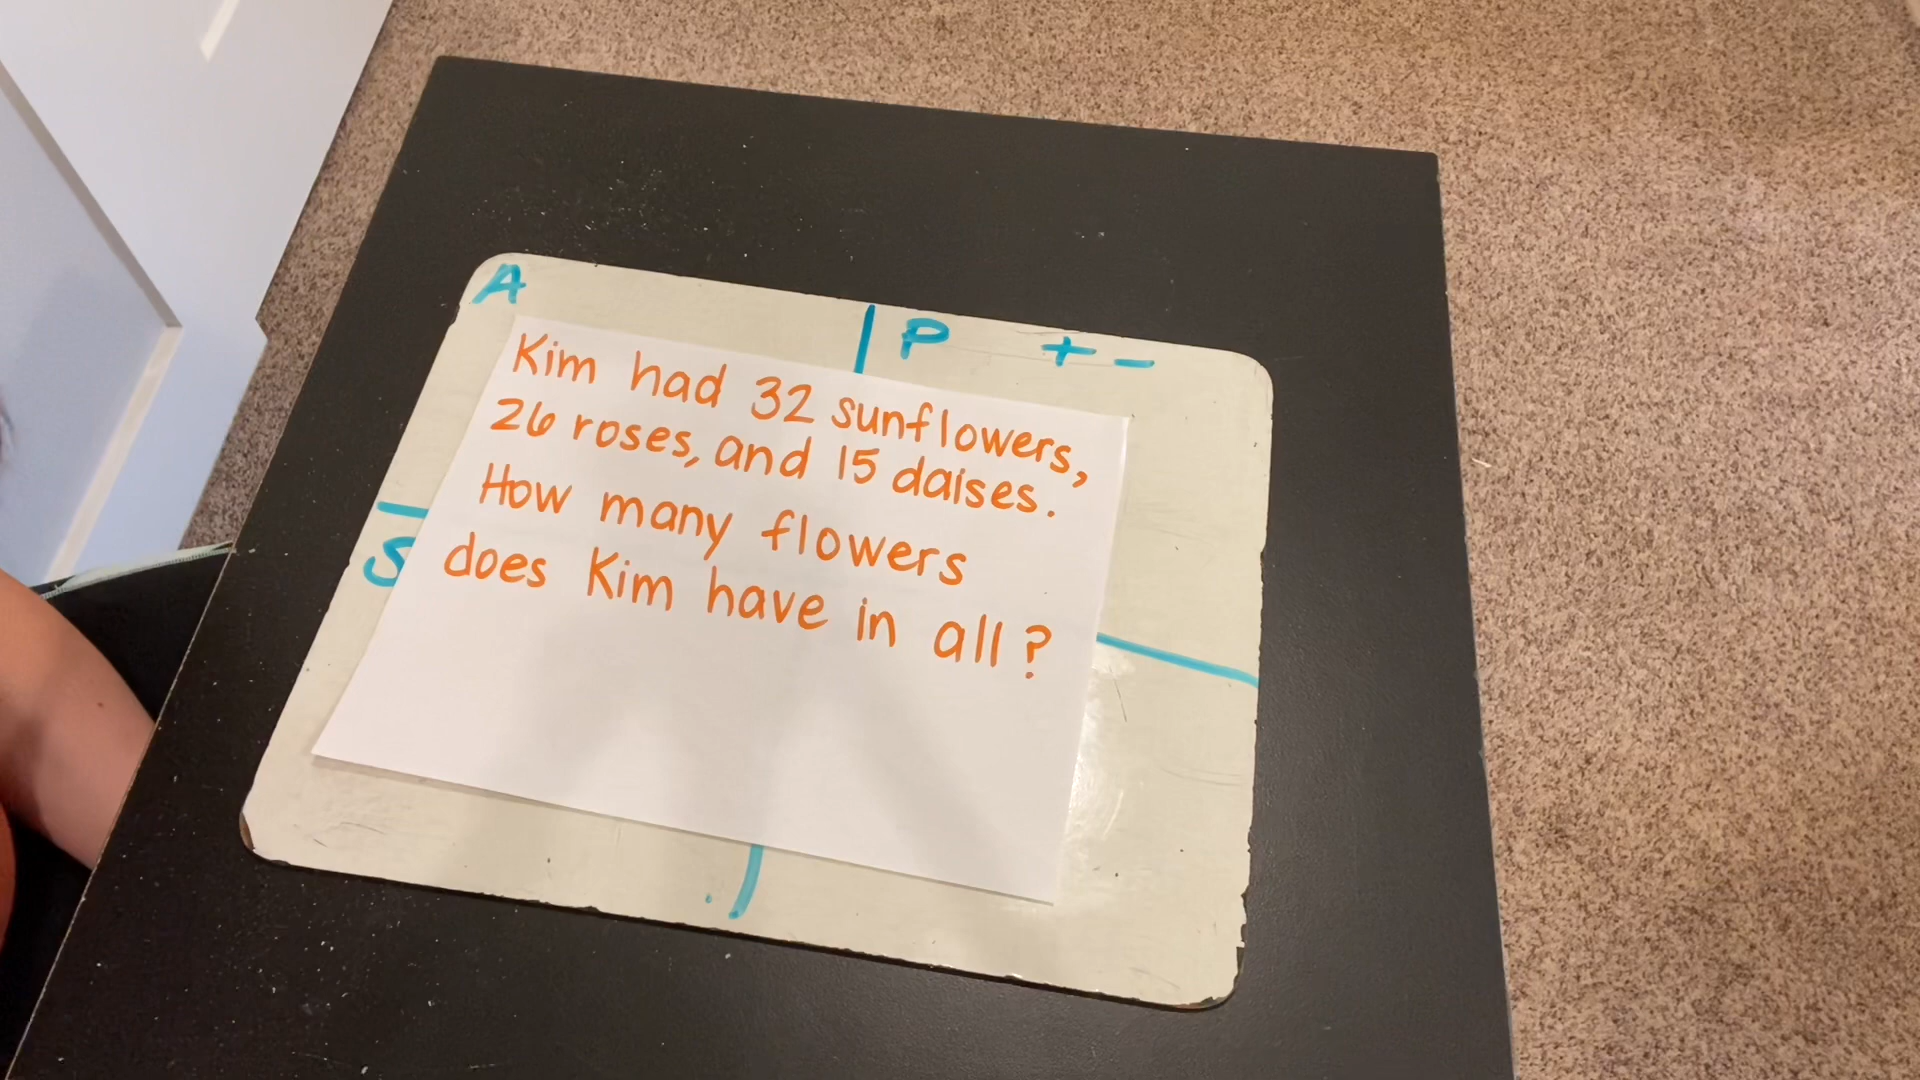 A
P + -
Kim had 32 sunflowers,
26 roses, and 15 daises.
How many flowers
does Kim have in all?
S